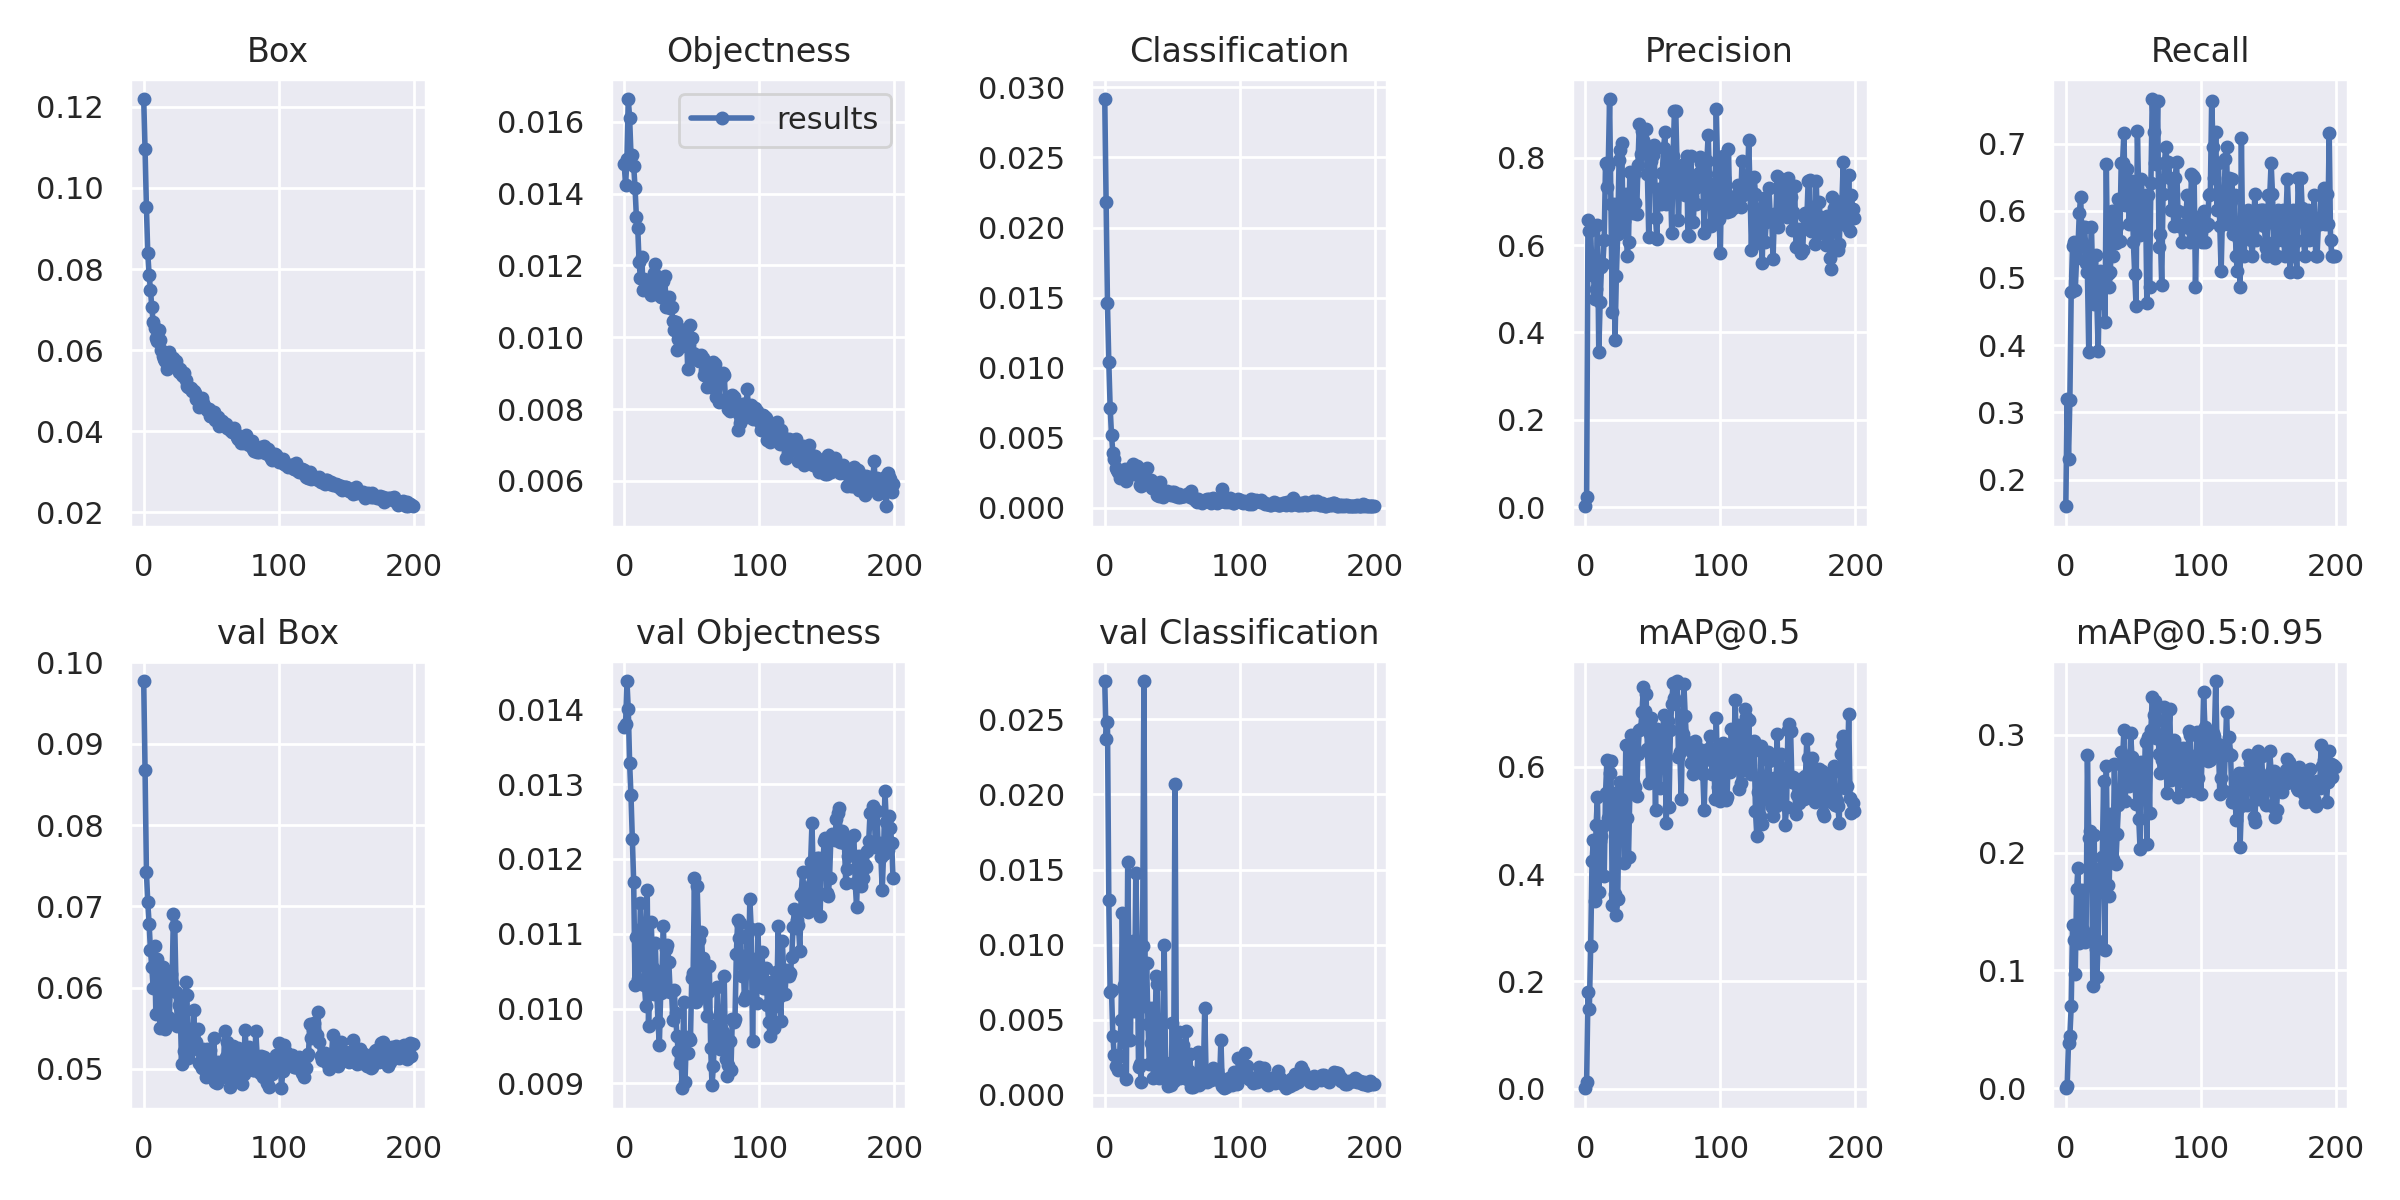 Box
0.12
0.10
0.08
0.06
0.04
0.02
0 100 200
Objectness
results
0.016
0.014
0.012
0.010
0.008
0.006
0 100 200
Classification
0.030
0.025
0.020
0.015
0.010
0.005
0.000
0 100 200
Precision
0.8
0.6
0.4
0.2
0.0
0 100 200
Recall
0.7
0.6
0.5
0.4
0.3
0.2
0 100 200
val Box
0.10
0.09
0.08
0.07
0.06
0.05
0 100 200
val Objectness
0.014
0.013
0.012
0.011
0.010
0.009
0 100 200
val Classification
0.025
0.020
0.015
0.010
0.005
0.000
0 100 200
mAP@0.5
0.6
0.4
0.2
0.0
0 100 200
mAP@0.5:0.95
0.3
0.2
0.1
0.0
0 100 200